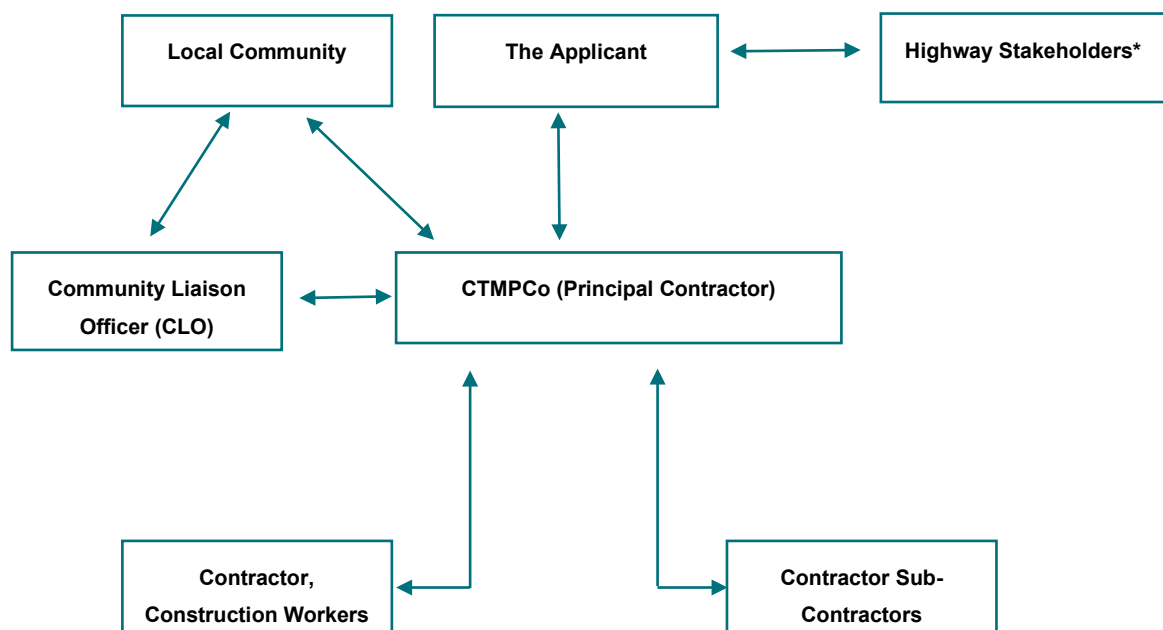 Local Community
The Applicant
Highway Stakeholders*
Community Liaison
Officer (CLO)
CTMPCo (Principal Contractor)
Contractor,
Construction Workers
Contractor Sub-
Contractors